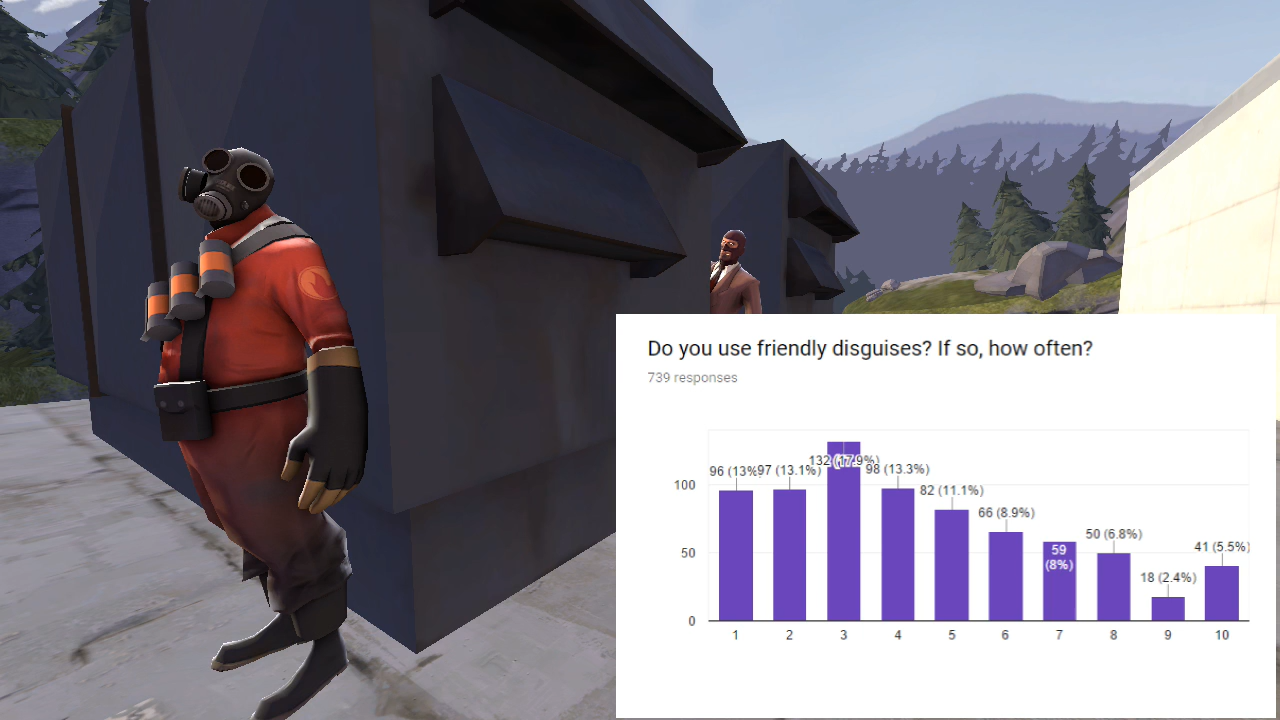 Do you use friendly disguises? If so, how often?
739 responses
132 (17.9%)
96 (13%) 97 (13.1%) 98 (13.3%)
100
82 (11.1%)
66 (8.9%)
59
(8%)
50 (6.8%)
50
18 (2.4%)
41 (5.5%)
0
1 2 3 4 5 6 7 8 9 10